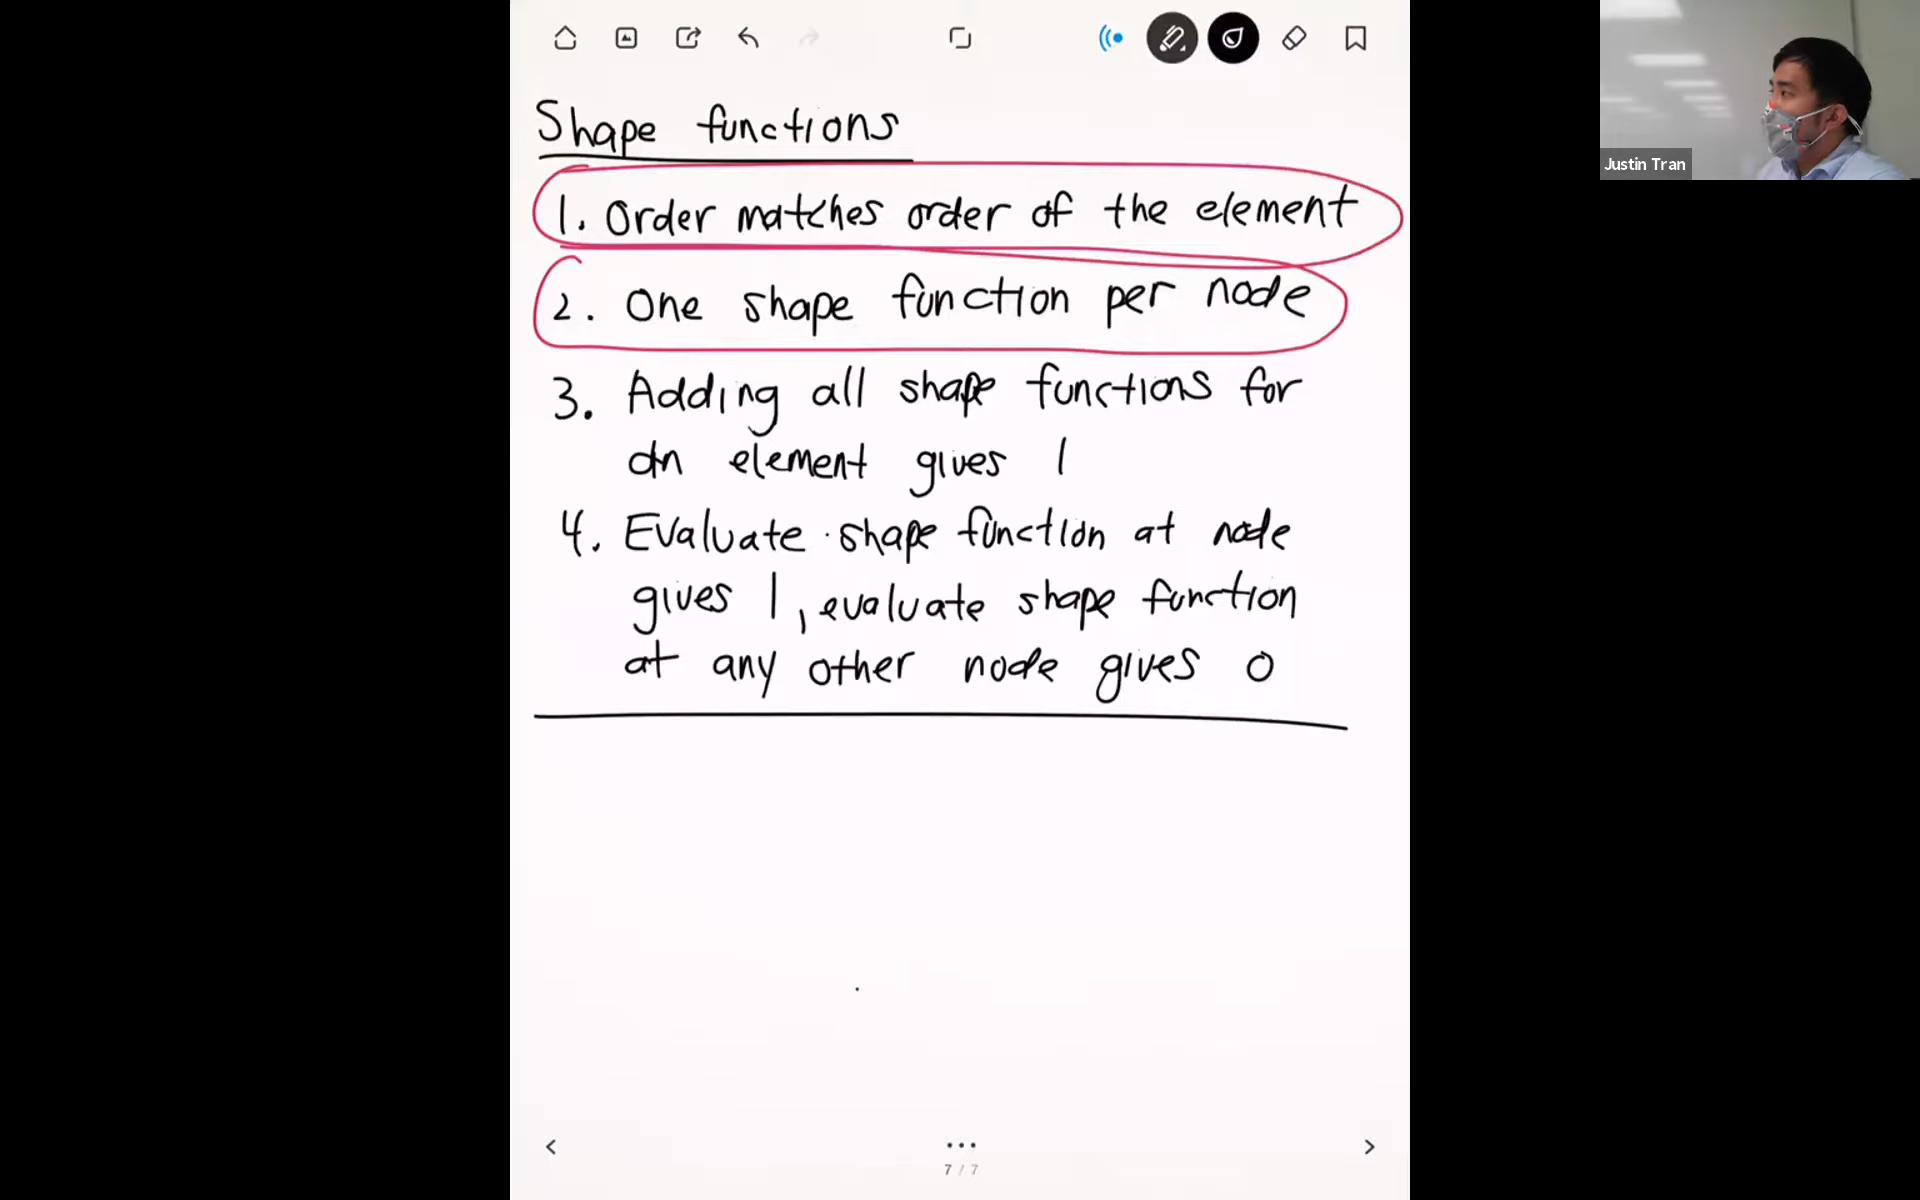 Shape functions
1. Order matches order of the element
2. One shape function per node
3. Adding all shape functions for
an element gives 1
4. Evaluate shape function at node
gives 1, evaluate shape function
at any other node gives 0
7 / 7
Justin Tran